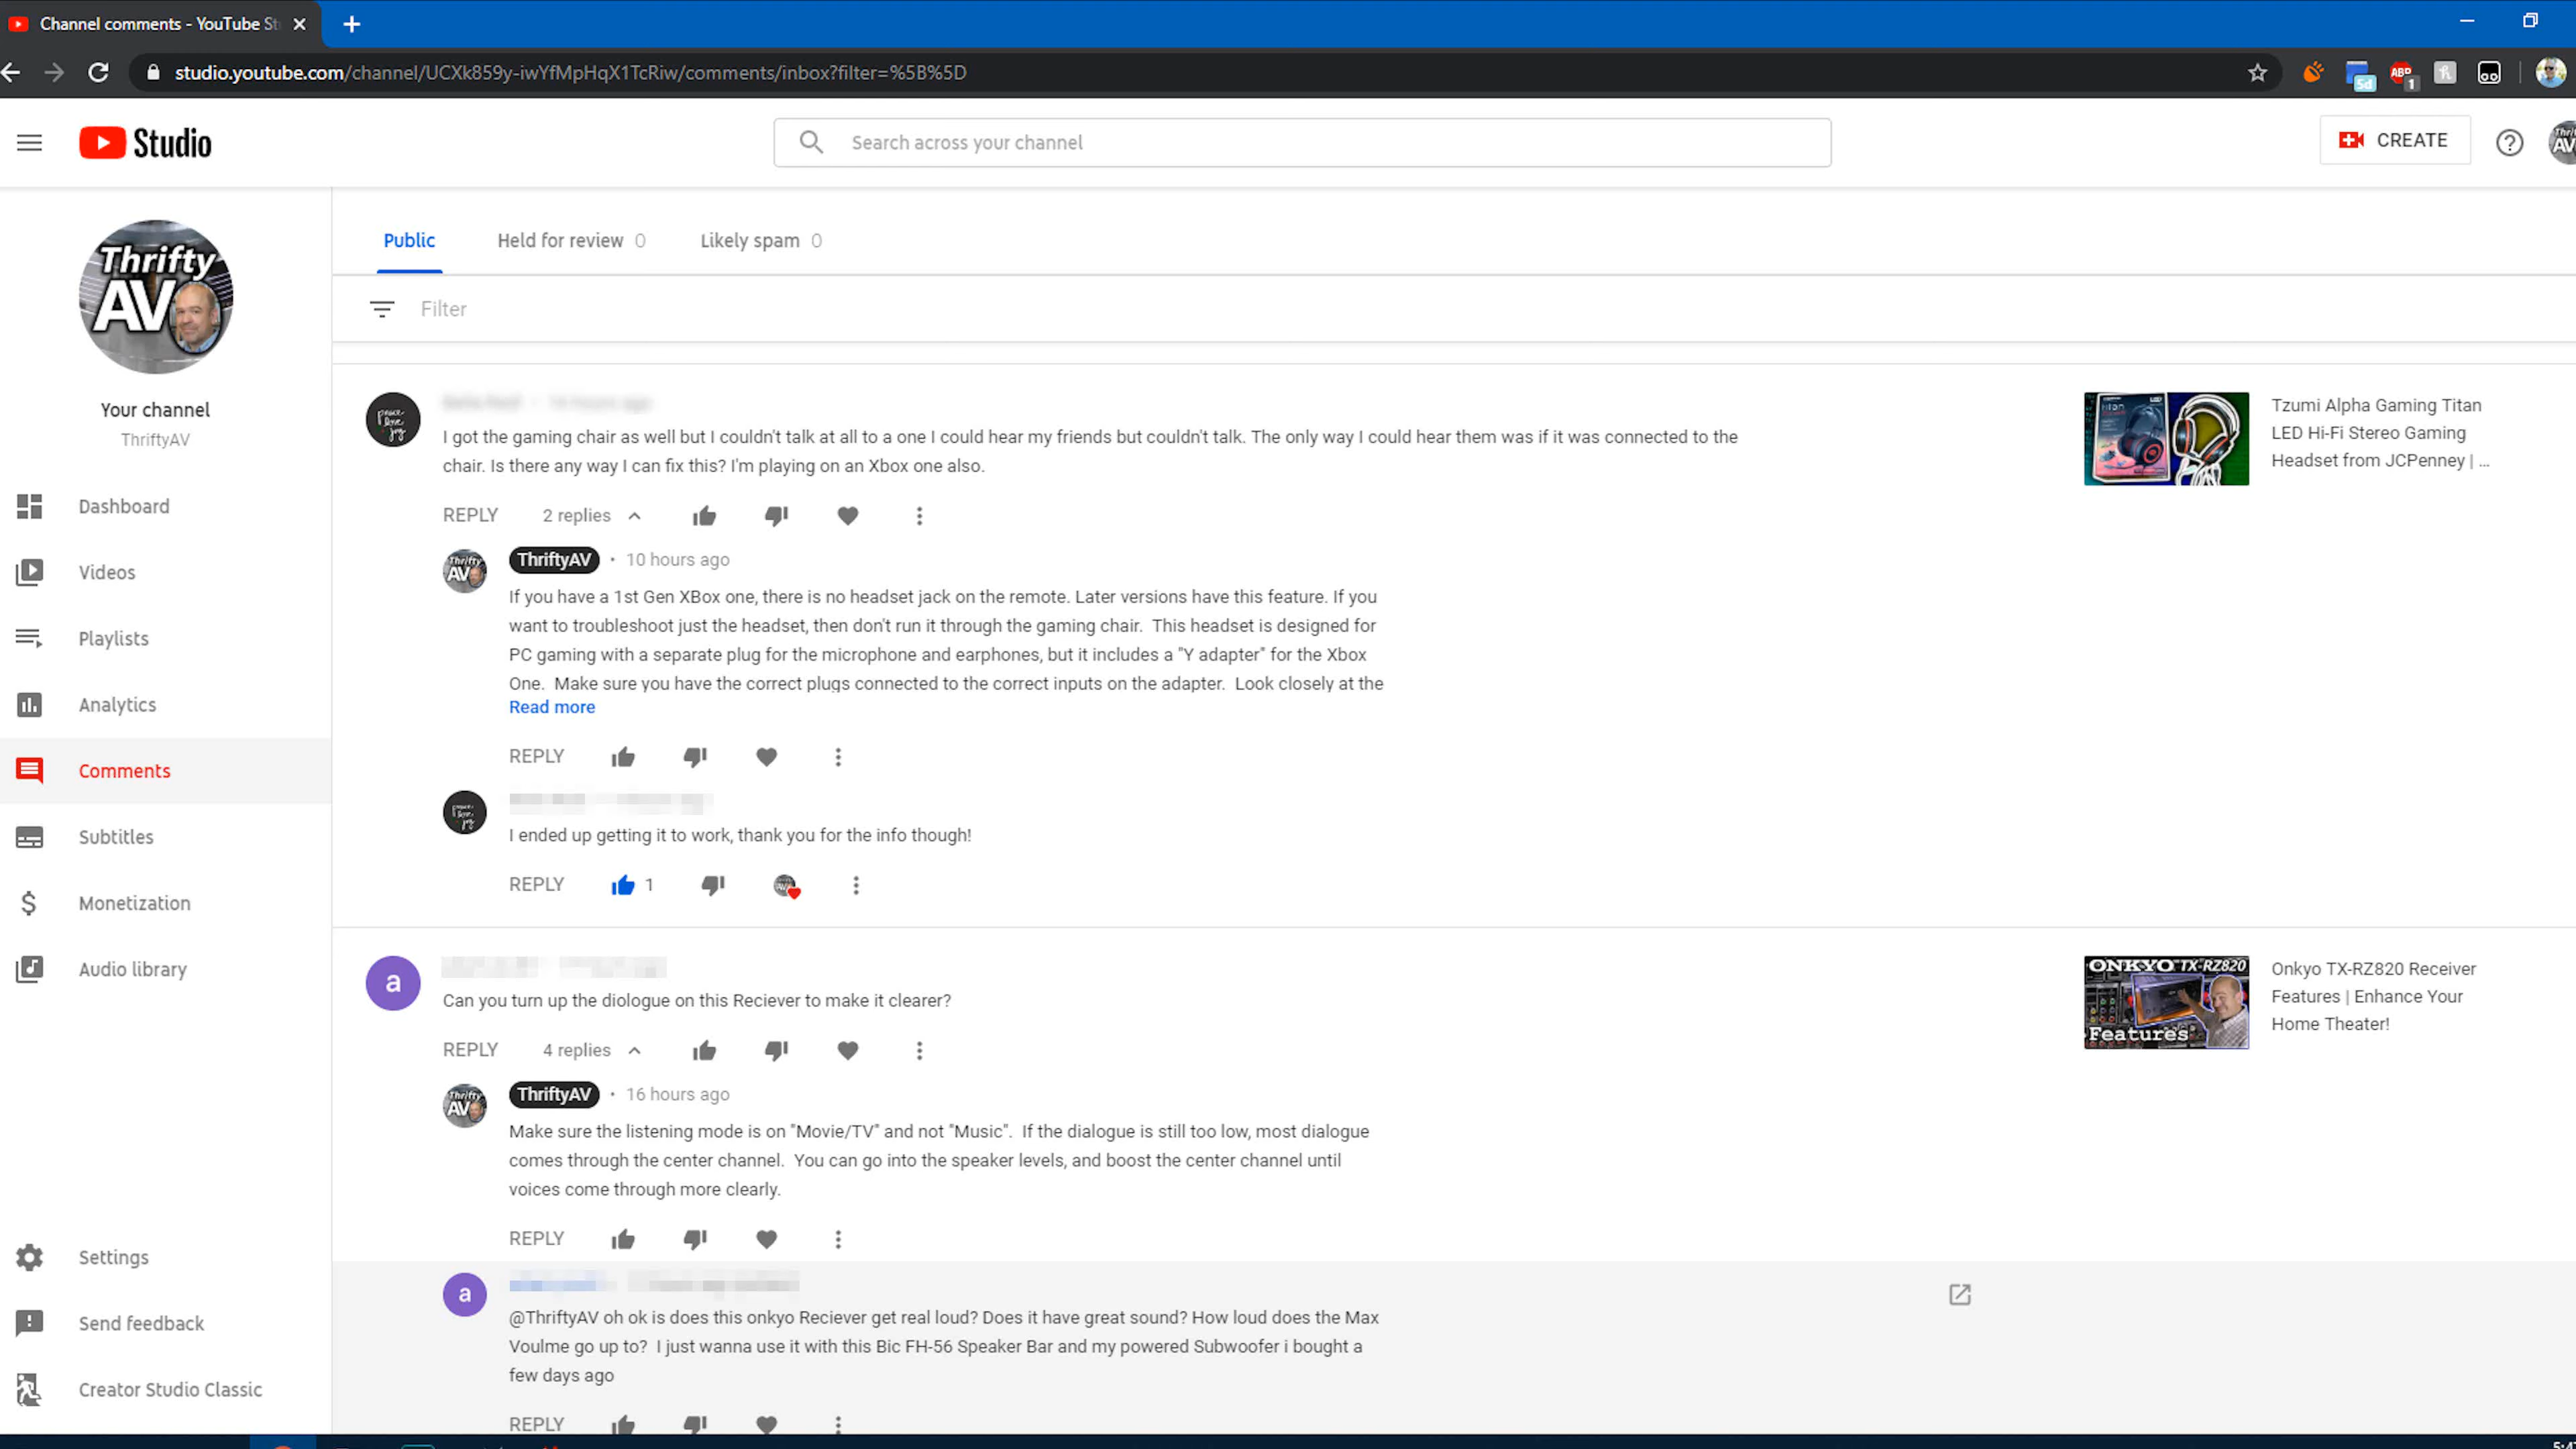 Channel comments - YouTube St
studio.youtube.com/channel/UCXk859y-iwYfMpHqX1TcRiw/comments/inbox?filter=%5B%5D
5d
ABP
1
Studio
Search across your channel
CREATE
Thrifty
AV
Your channel
ThriftyAV
Dashboard
Videos
Playlists
Analytics
Comments
Subtitles
Monetization
Audio library
Settings
Send feedback
Creator Studio Classic
Public
Held for review 0
Likely spam 0
Filter
peace
love
joy
I got the gaming chair as well but I couldn't talk at all to a one I could hear my friends but couldn't talk. The only way I could hear them was if it was connected to the
chair. Is there any way I can fix this? I'm playing on an Xbox one also.
REPLY 2 replies
Tzumi Alpha Gaming Titan
LED Hi-Fi Stereo Gaming
Headset from JCPenney | ...
ThriftyAV • 10 hours ago
If you have a 1st Gen XBox one, there is no headset jack on the remote. Later versions have this feature. If you
want to troubleshoot just the headset, then don't run it through the gaming chair. This headset is designed for
PC gaming with a separate plug for the microphone and earphones, but it includes a "Y adapter" for the Xbox
One. Make sure you have the correct plugs connected to the correct inputs on the adapter. Look closely at the
Read more
REPLY
I ended up getting it to work, thank you for the info though!
REPLY 1
a
Can you turn up the diologue on this Reciever to make it clearer?
REPLY 4 replies
ONKYO TX-RZ820
Features
Onkyo TX-RZ820 Receiver
Features | Enhance Your
Home Theater!
ThriftyAV • 16 hours ago
Make sure the listening mode is on "Movie/TV" and not "Music". If the dialogue is still too low, most dialogue
comes through the center channel. You can go into the speaker levels, and boost the center channel until
voices come through more clearly.
REPLY
a
@ThriftyAV oh ok is does this onkyo Reciever get real loud? Does it have great sound? How loud does the Max
Voulme go up to? I just wanna use it with this Bic FH-56 Speaker Bar and my powered Subwoofer i bought a
few days ago
REPLY